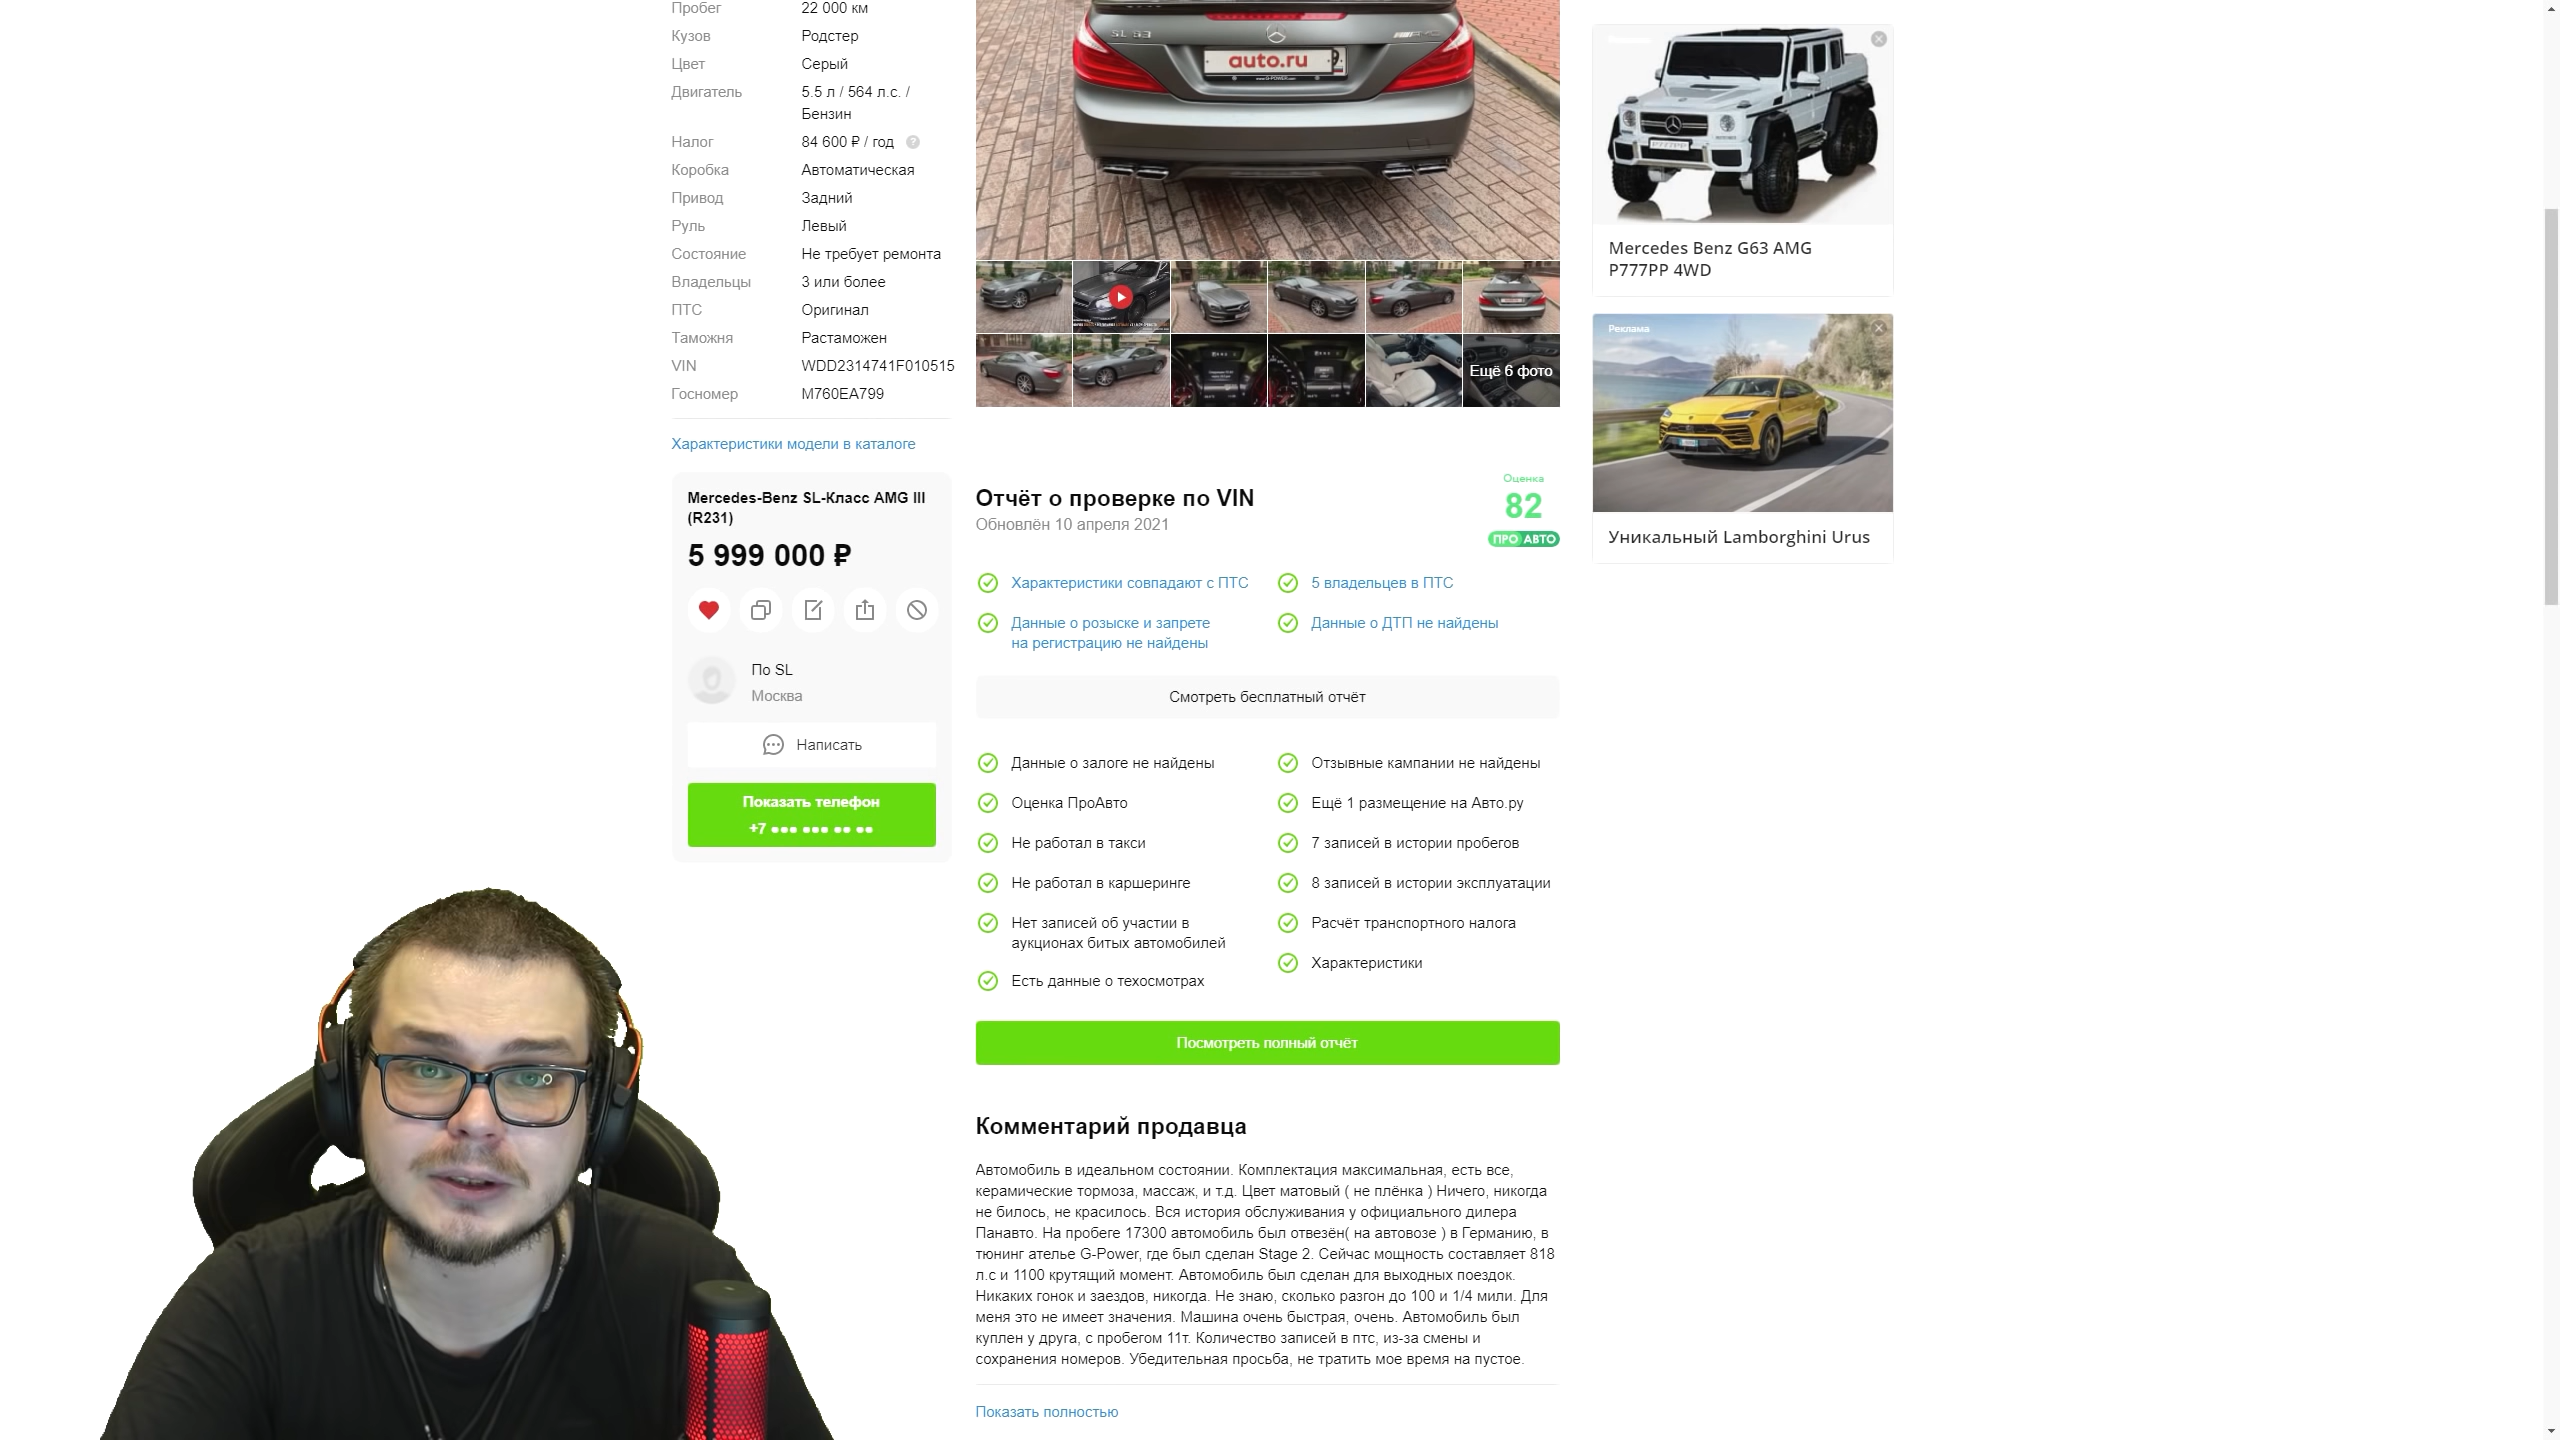 Пробег 22 000 км
Кузов Родстер
Цвет Серый
Двигатель 5.5 л / 564 л.с. /
Бензин
Налог 84 600 ₽ / год ?
Коробка Автоматическая
Привод Задний
Руль Левый
Состояние Не требует ремонта
Владельцы 3 или более
ПТС Оригинал
Таможня Растаможен
VIN WDD2314741F010515
Госномер М760ЕА799
Характеристики модели в каталоге
Mercedes-Benz SL-Класс AMG III
(R231)
5 999 000 ₽
По SL
Москва
Написать
Показать телефон
+7 ●●● ●●● ●● ●●
SL 63
AMG
auto.ru
www.G-POWER.com
Ещё 6 фото
Отчёт о проверке по VIN
Обновлён 10 апреля 2021
Оценка
82
ПРО АВТО
Характеристики совпадают с ПТС
5 владельцев в ПТС
Данные о розыске и запрете
на регистрацию не найдены
Данные о ДТП не найдены
Смотреть бесплатный отчёт
Данные о залоге не найдены
Отзывные кампании не найдены
Оценка ПроАвто
Ещё 1 размещение на Авто.ру
Не работал в такси
7 записей в истории пробегов
Не работал в каршеринге
8 записей в истории эксплуатации
Нет записей об участии в
аукционах битых автомобилей
Расчёт транспортного налога
Характеристики
Есть данные о техосмотрах
Посмотреть полный отчёт
Комментарий продавца
Автомобиль в идеальном состоянии. Комплектация максимальная, есть все,
керамические тормоза, массаж, и т.д. Цвет матовый ( не плёнка ) Ничего, никогда
не билось, не красилось. Вся история обслуживания у официального дилера
Панавто. На пробеге 17300 автомобиль был отвезён( на автовозе ) в Германию, в
тюнинг ателье G-Power, где был сделан Stage 2. Сейчас мощность составляет 818
л.с и 1100 крутящий момент. Автомобиль был сделан для выходных поездок.
Никаких гонок и заездов, никогда. Не знаю, сколько разгон до 100 и 1/4 мили. Для
меня это не имеет значения. Машина очень быстрая, очень. Автомобиль был
куплен у друга, с пробегом 11т. Количество записей в птс, из-за смены и
сохранения номеров. Убедительная просьба, не тратить мое время на пустое.
Показать полностью
P777PP
Mercedes Benz G63 AMG
P777PP 4WD
Реклама
Уникальный Lamborghini Urus